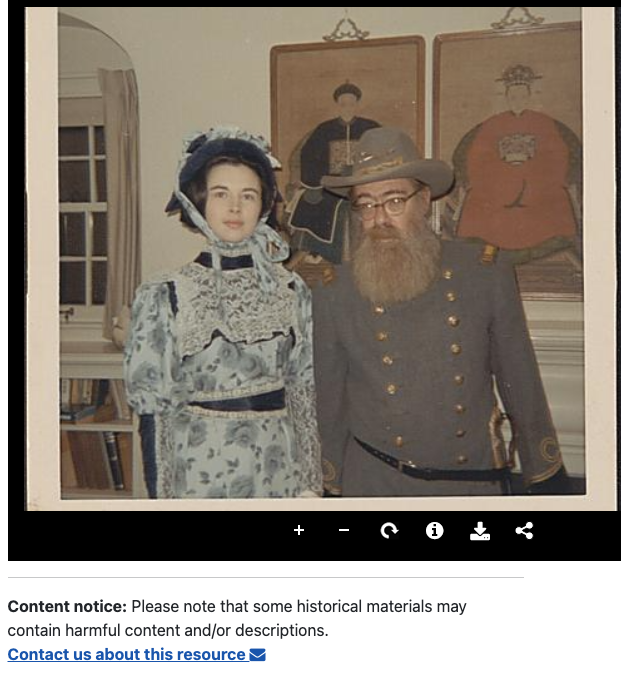 Content notice: Please note that some historical materials may
contain harmful content and/or descriptions.
Contact us about this resource